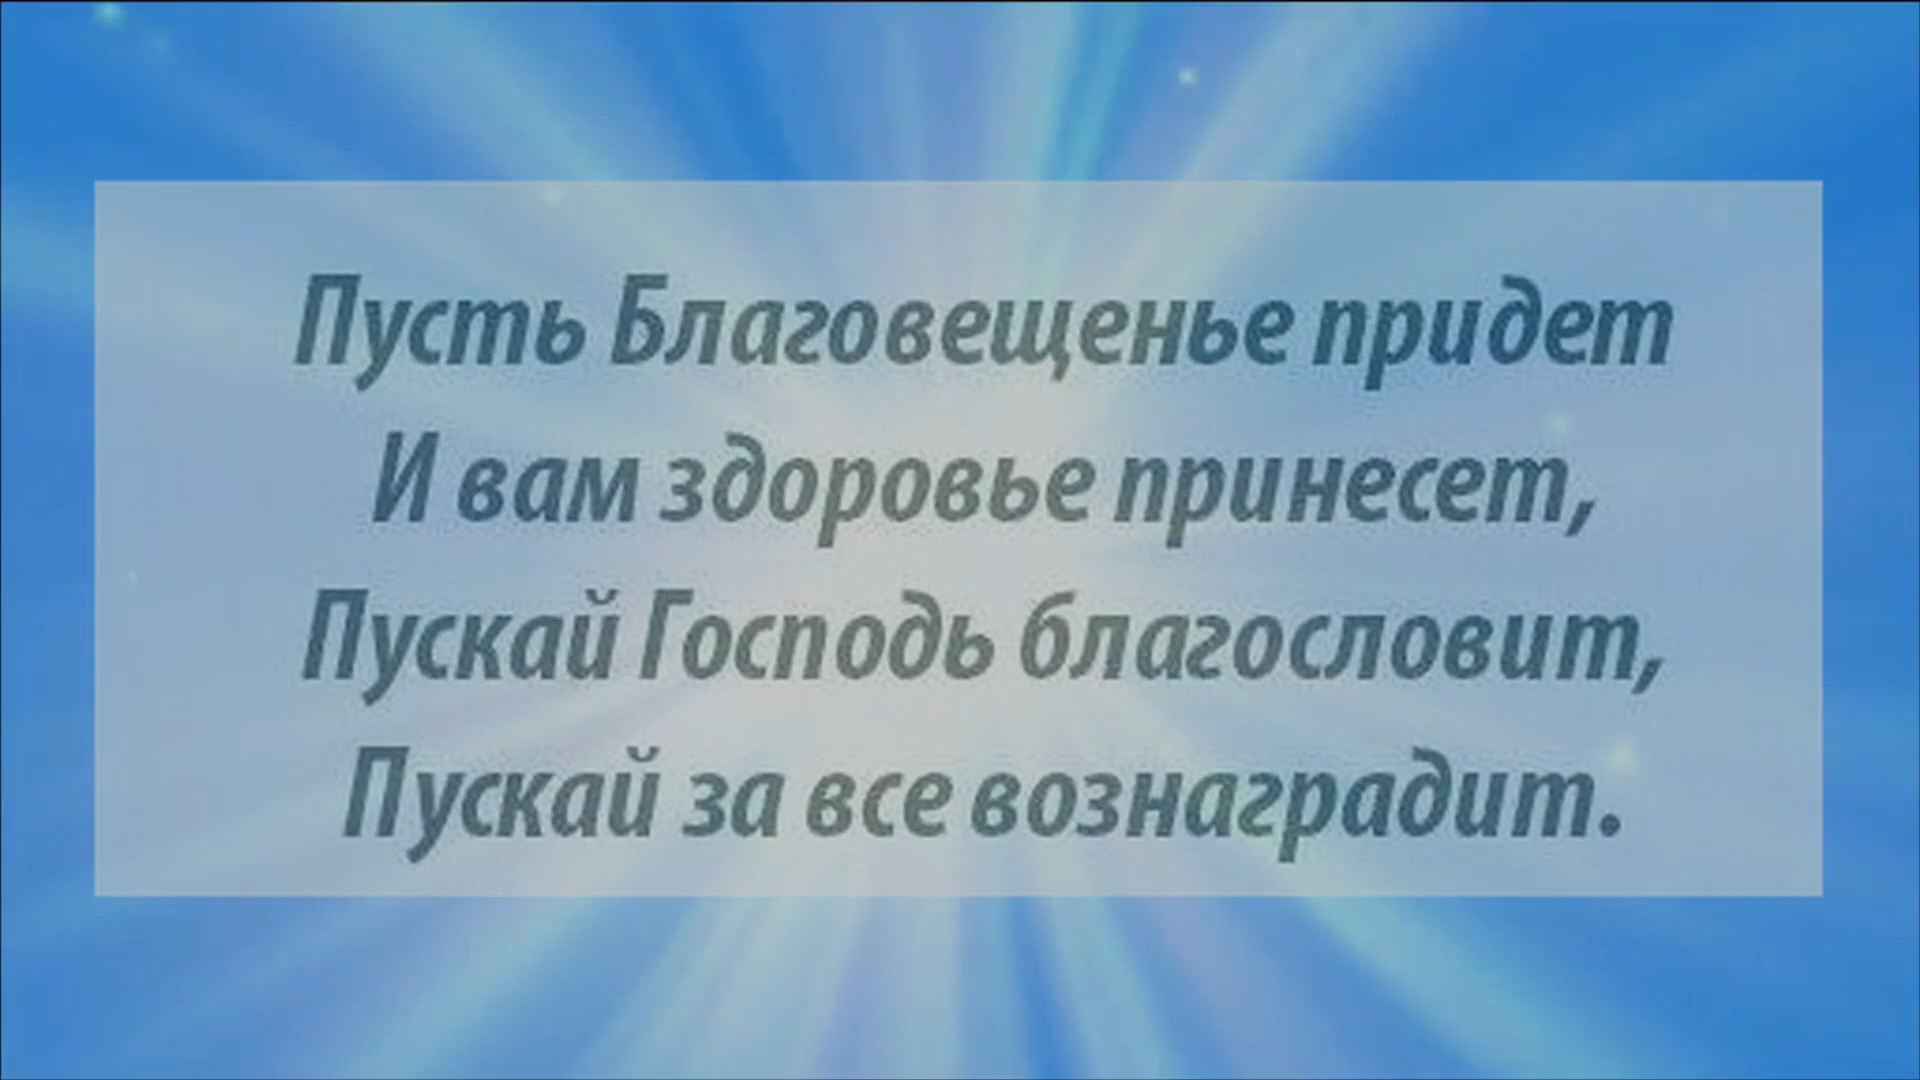 Пусть Благовещенье придет
И вам здоровье принесет,
Пускай Господь благословит,
Пускай за все вознаградит.